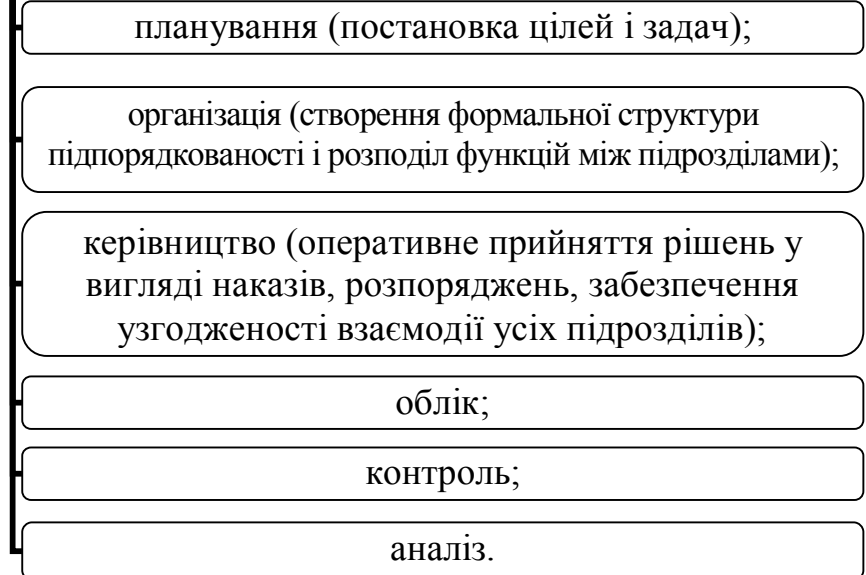 планування (постановка цілей і задач);
організація (створення формальної структури
підпорядкованості і розподіл функцій між підрозділами);
керівництво (оперативне прийняття рішень у
вигляді наказів, розпоряджень, забезпечення
узгодженості взаємодії усіх підрозділів);
облік;
контроль;
аналіз.